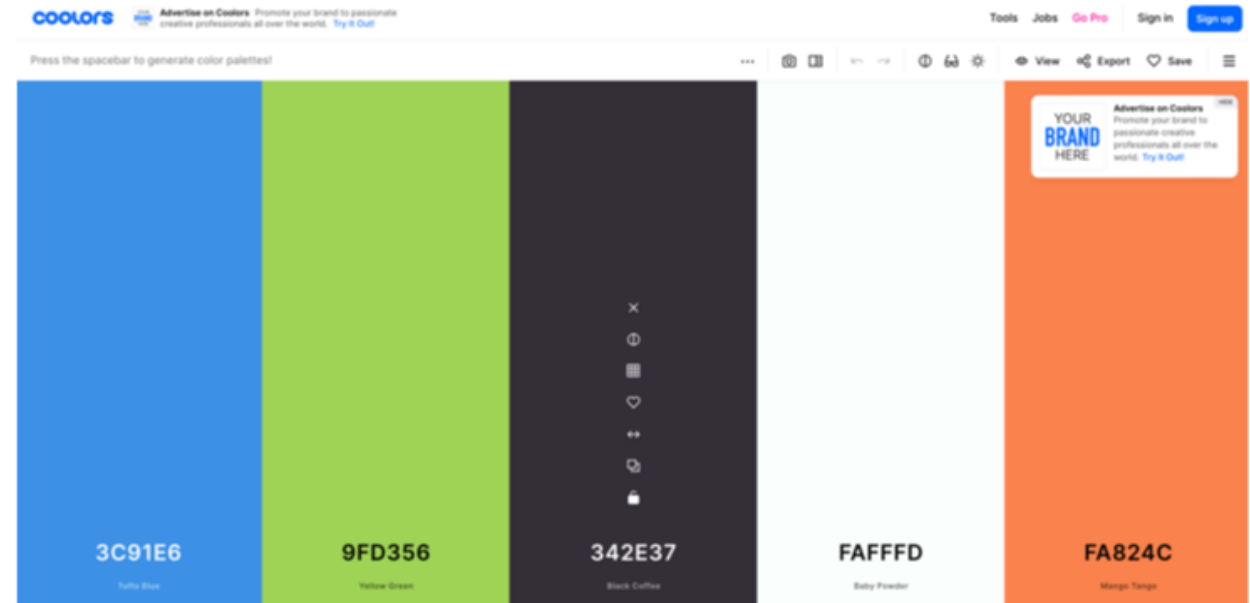 coolors
Advertise on Coolors Promote your brand to passionate
creative professionals all over the world. Try It Out!
Tools Jobs Go Pro Sign in Sign up
Press the spacebar to generate color palettes!
View Export Save
HIDE
YOUR
BRAND
HERE
Advertise on Coolors
Promote your brand to
passionate creative
professionals all over the
world. Try It Out!
3C91E6 9FD356 342E37 FAFFFD FA824C
Tufts Blue Yellow Green Black Coffee Baby Powder Mango Tango